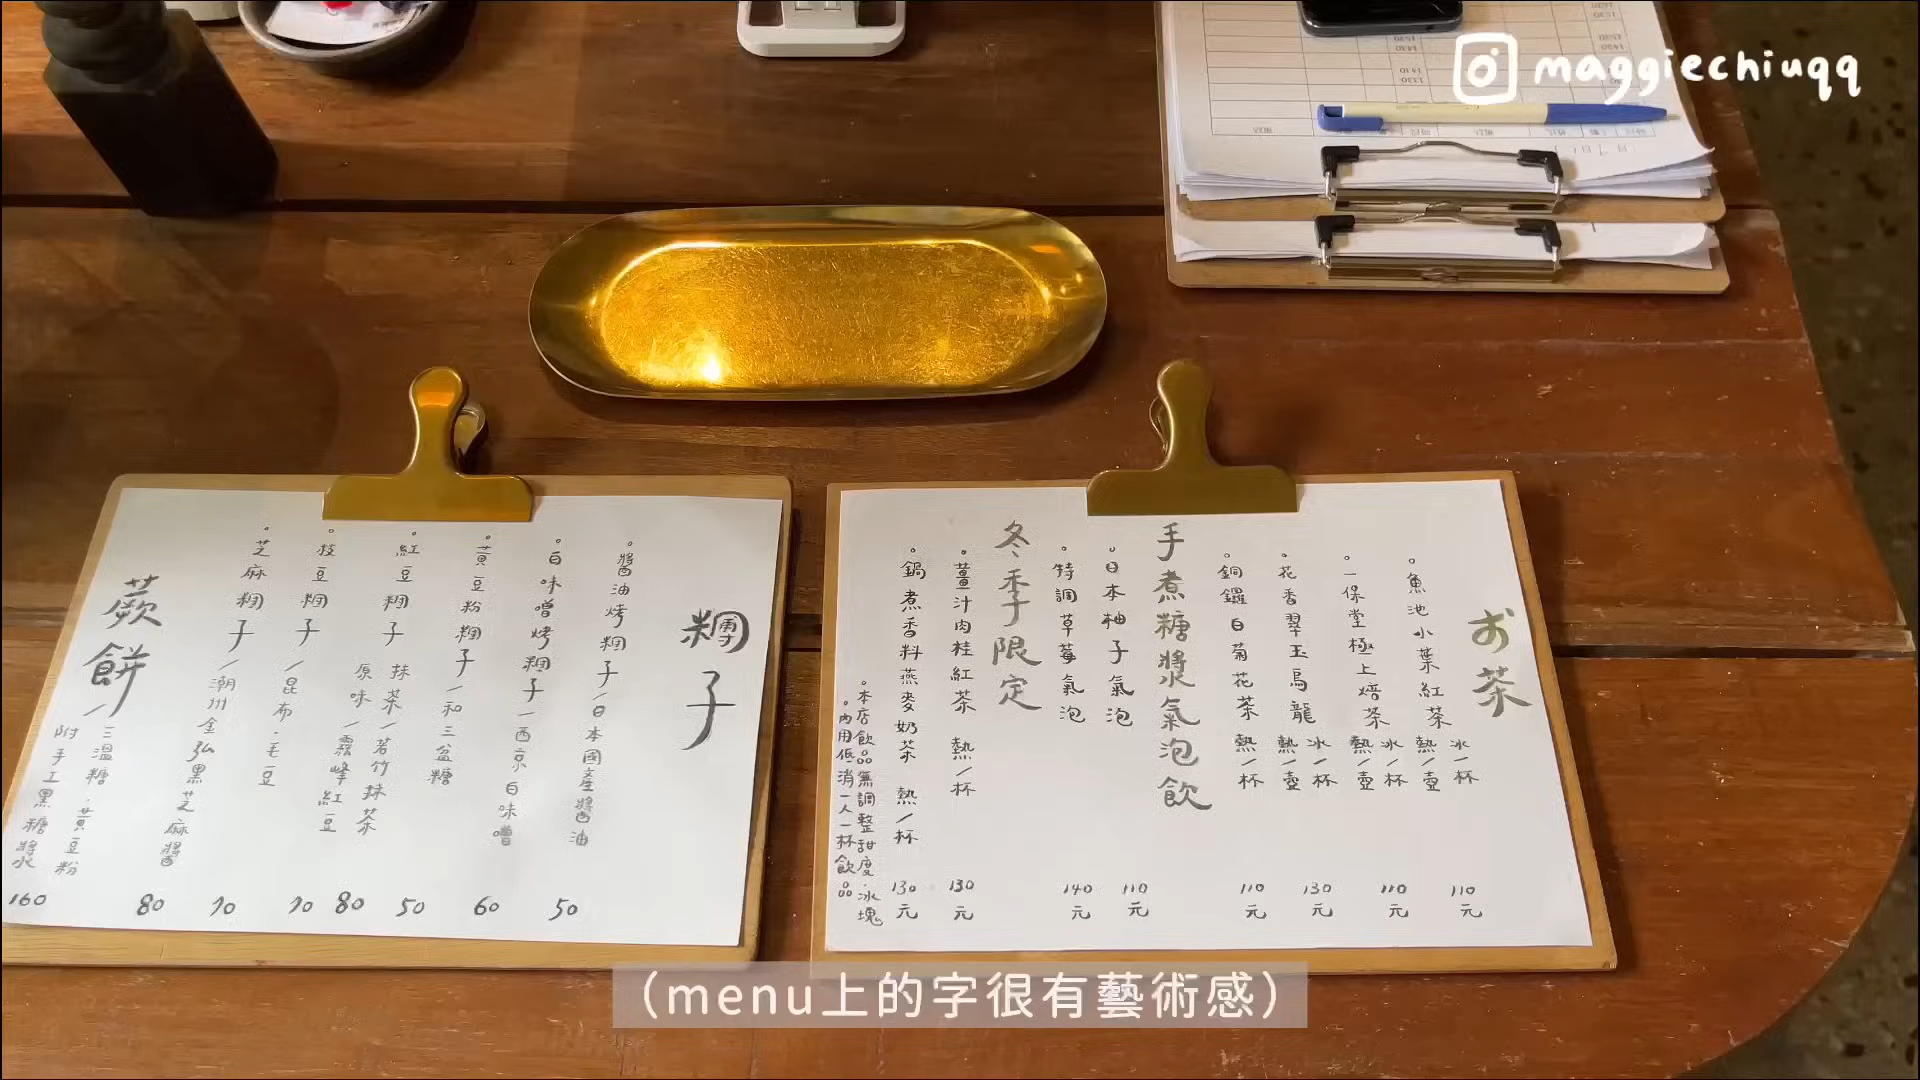 maggiechiuqq
お茶
魚池小葉紅茶 熱/壺 冰/杯 110元
一保堂極上焙茶 熱/壺 冰/杯 110元
花香翠玉烏龍 熱/壺 冰/杯 130元
銅鑼白菊花茶 熱/杯 110元
手煮糖漿氣泡飲
日本柚子氣泡 110元
特調草莓氣泡 140元
冬季限定
薑汁肉桂紅茶 熱/杯 130元
鍋煮香料燕麥奶茶 熱/杯 130元
本店飲品無調整甜度.冰塊
內用低消一人一杯飲品
糰子
醬油烤糰子/日本國產醬油 50
白味噌烤糰子/西京白味噌 60
黃豆粉糰子/和三盆糖 50
紅豆糰子 抹茶/若竹抹茶 80
原味/霧峰紅豆 70
枝豆糰子/昆布.毛豆 70
芝麻糰子/潮州金弘黑芝麻醬 80
蕨餅/三溫糖.黃豆粉
附手工黑糖漿 160
(menu上的字很有藝術感)